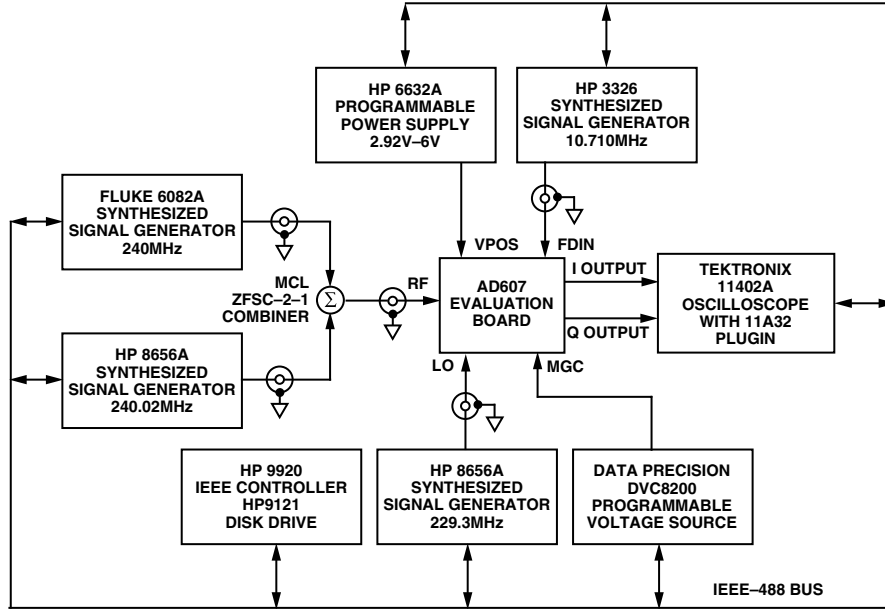 HP 6632A
PROGRAMMABLE
POWER SUPPLY
2.92V–6V
HP 3326
SYNTHESIZED
SIGNAL GENERATOR
10.710MHz
FLUKE 6082A
SYNTHESIZED
SIGNAL GENERATOR
240MHz
VPOS
FDIN
MCL
ZFSC–2–1
COMBINER
Σ
RF
AD607
EVALUATION
BOARD
I OUTPUT
Q OUTPUT
TEKTRONIX
11402A
OSCILLOSCOPE
WITH 11A32
PLUGIN
HP 8656A
SYNTHESIZED
SIGNAL GENERATOR
240.02MHz
LO
MGC
HP 9920
IEEE CONTROLLER
HP9121
DISK DRIVE
HP 8656A
SYNTHESIZED
SIGNAL GENERATOR
229.3MHz
DATA PRECISION
DVC8200
PROGRAMMABLE
VOLTAGE SOURCE
IEEE–488 BUS